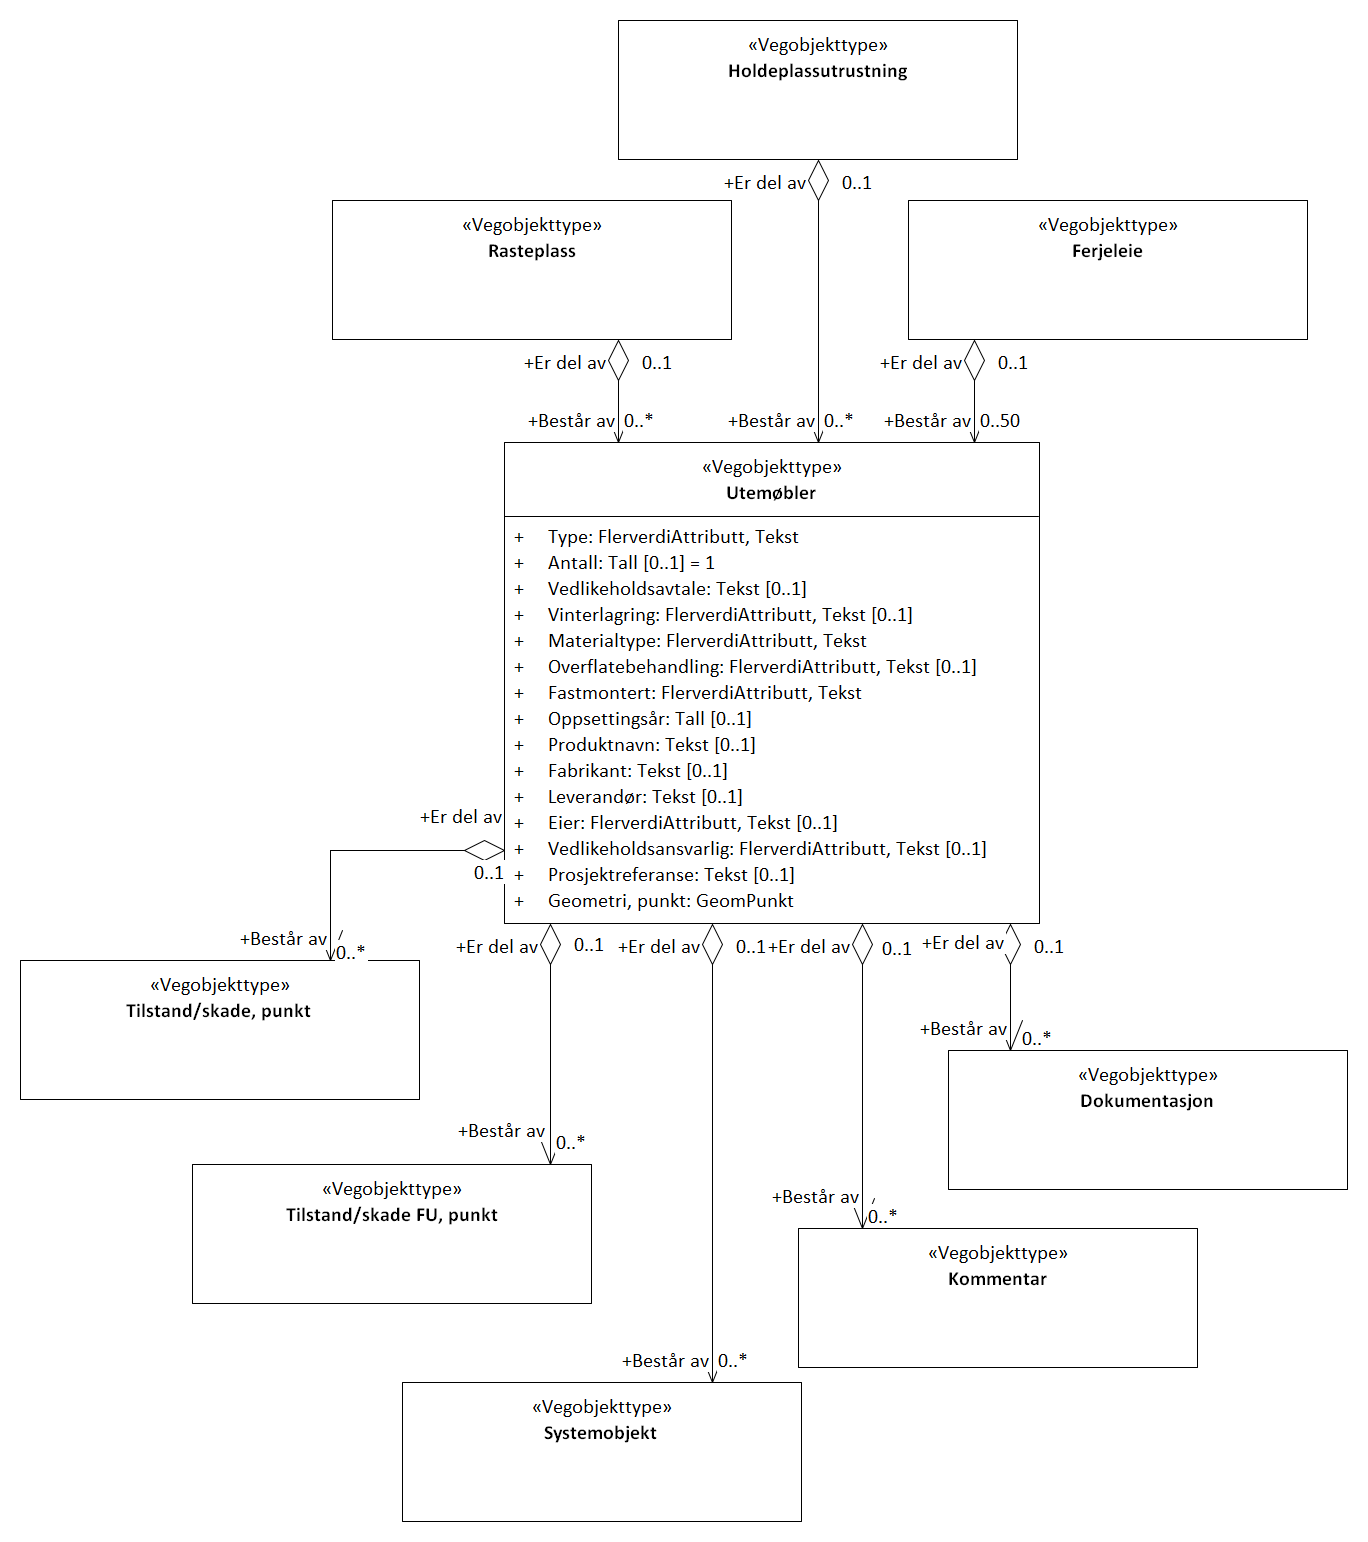 «Vegobjekttype»
Holdeplassutrustning
+Er del av 0..1
«Vegobjekttype»
Rasteplass
«Vegobjekttype»
Ferjeleie
+Er del av 0..1
+Er del av 0..1
+Består av 0..*
+Består av 0..*
+Består av 0..50
«Vegobjekttype»
Utemøbler
+ Type: FlerverdiAttributt, Tekst
+ Antall: Tall [0..1] = 1
+ Vedlikeholdsavtale: Tekst [0..1]
+ Vinterlagring: FlerverdiAttributt, Tekst [0..1]
+ Materialtype: FlerverdiAttributt, Tekst
+ Overflatebehandling: FlerverdiAttributt, Tekst [0..1]
+ Fastmontert: FlerverdiAttributt, Tekst
+ Oppsettingsår: Tall [0..1]
+ Produktnavn: Tekst [0..1]
+ Fabrikant: Tekst [0..1]
+ Leverandør: Tekst [0..1]
+ Eier: FlerverdiAttributt, Tekst [0..1]
+ Vedlikeholdsansvarlig: FlerverdiAttributt, Tekst [0..1]
+ Prosjektreferanse: Tekst [0..1]
+ Geometri, punkt: GeomPunkt
+Er del av
0..1
+Består av 0..*
«Vegobjekttype»
Tilstand/skade, punkt
+Er del av 0..1
+Er del av 0..1
+Er del av 0..1
+Er del av 0..1
+Består av 0..*
«Vegobjekttype»
Dokumentasjon
+Består av 0..*
«Vegobjekttype»
Tilstand/skade FU, punkt
+Består av 0..*
«Vegobjekttype»
Kommentar
+Består av 0..*
«Vegobjekttype»
Systemobjekt